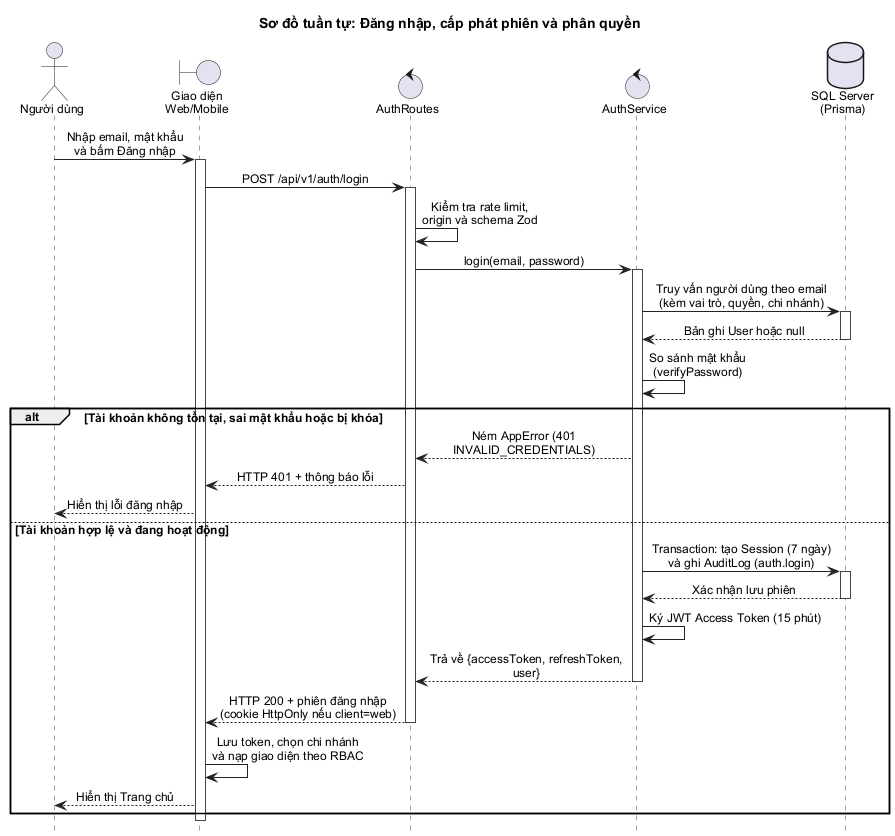 Sơ đồ tuần tự: Đăng nhập, cấp phát phiên và phân quyền
Người dùng
Giao diện
Web/Mobile
AuthRoutes
AuthService
SQL Server
(Prisma)
Nhập email, mật khẩu
và bấm Đăng nhập
POST /api/v1/auth/login
Kiểm tra rate limit,
origin và schema Zod
login(email, password)
Truy vấn người dùng theo email
(kèm vai trò, quyền, chi nhánh)
Bản ghi User hoặc null
So sánh mật khẩu
(verifyPassword)
alt
[Tài khoản không tồn tại, sai mật khẩu hoặc bị khóa]
Ném AppError (401
INVALID_CREDENTIALS)
HTTP 401 + thông báo lỗi
Hiển thị lỗi đăng nhập
[Tài khoản hợp lệ và đang hoạt động]
Transaction: tạo Session (7 ngày)
và ghi AuditLog (auth.login)
Xác nhận lưu phiên
Ký JWT Access Token (15 phút)
Trả về {accessToken, refreshToken,
user}
HTTP 200 + phiên đăng nhập
(cookie HttpOnly nếu client=web)
Lưu token, chọn chi nhánh
và nạp giao diện theo RBAC
Hiển thị Trang chủ